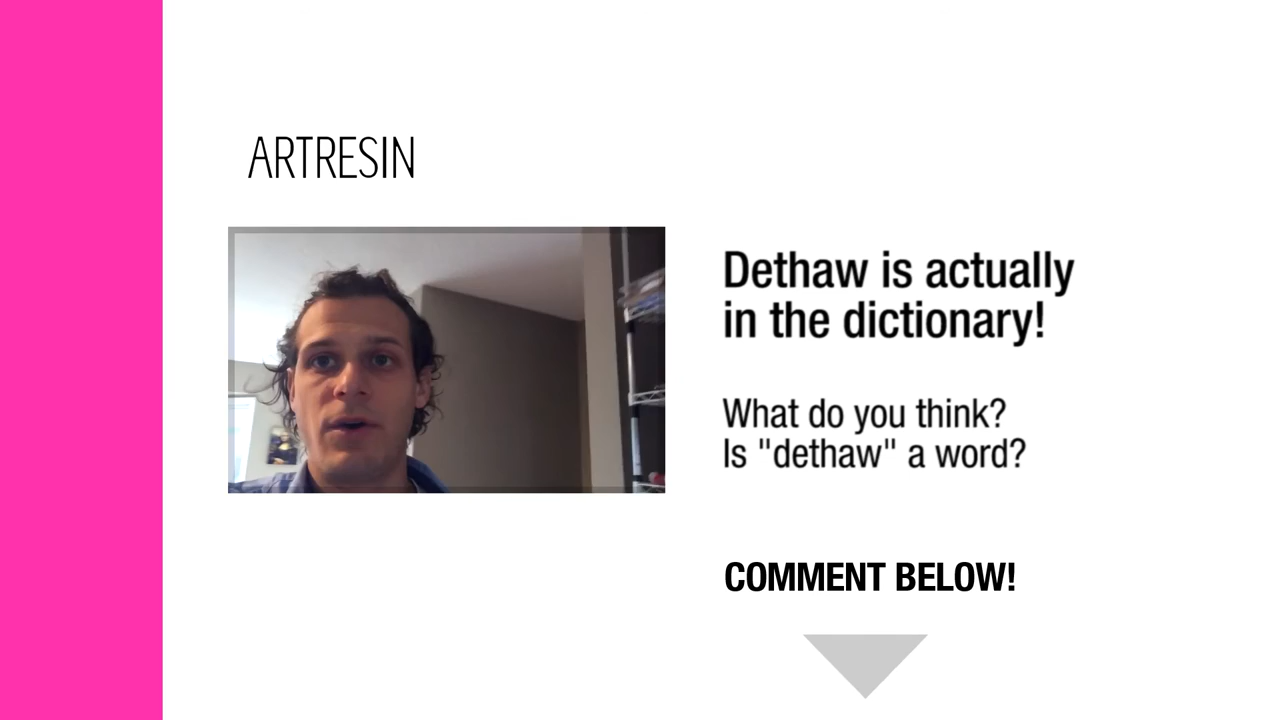 ARTRESIN
Dethaw is actually
in the dictionary!
What do you think?
Is "dethaw" a word?
COMMENT BELOW!